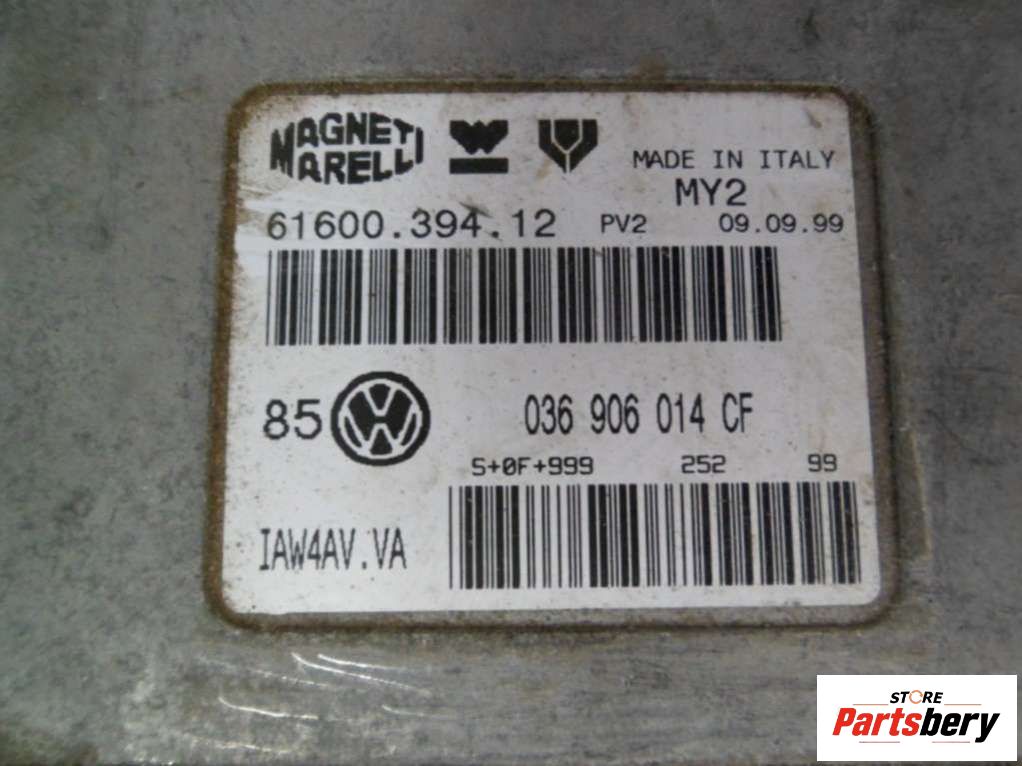 MAGNETI
MARELLI
MADE IN ITALY
MY2
61600.394.12 PV2 09.09.99
85 036 906 014 CF
S+0F+999 252 99
IAW4AV.VA
STORE
Partsbery